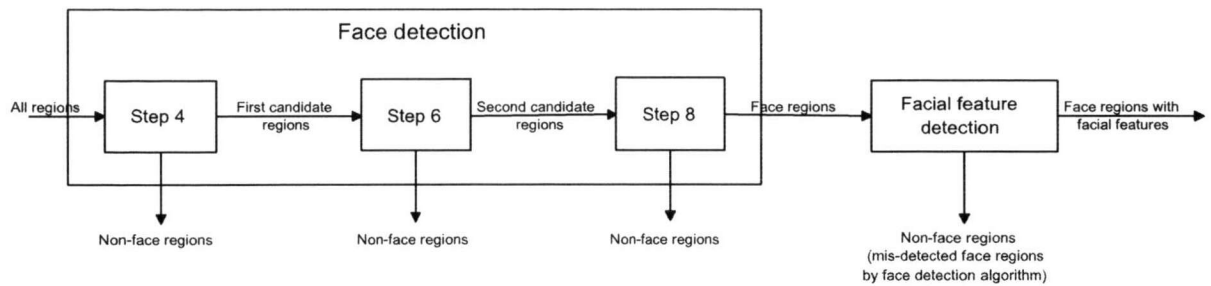 Face detection
All regions
Step 4
First candidate
regions
Step 6
Second candidate
regions
Step 8
Face regions
Facial feature
detection
Face regions with
facial features
Non-face regions
Non-face regions
Non-face regions
Non-face regions
(mis-detected face regions
by face detection algorithm)